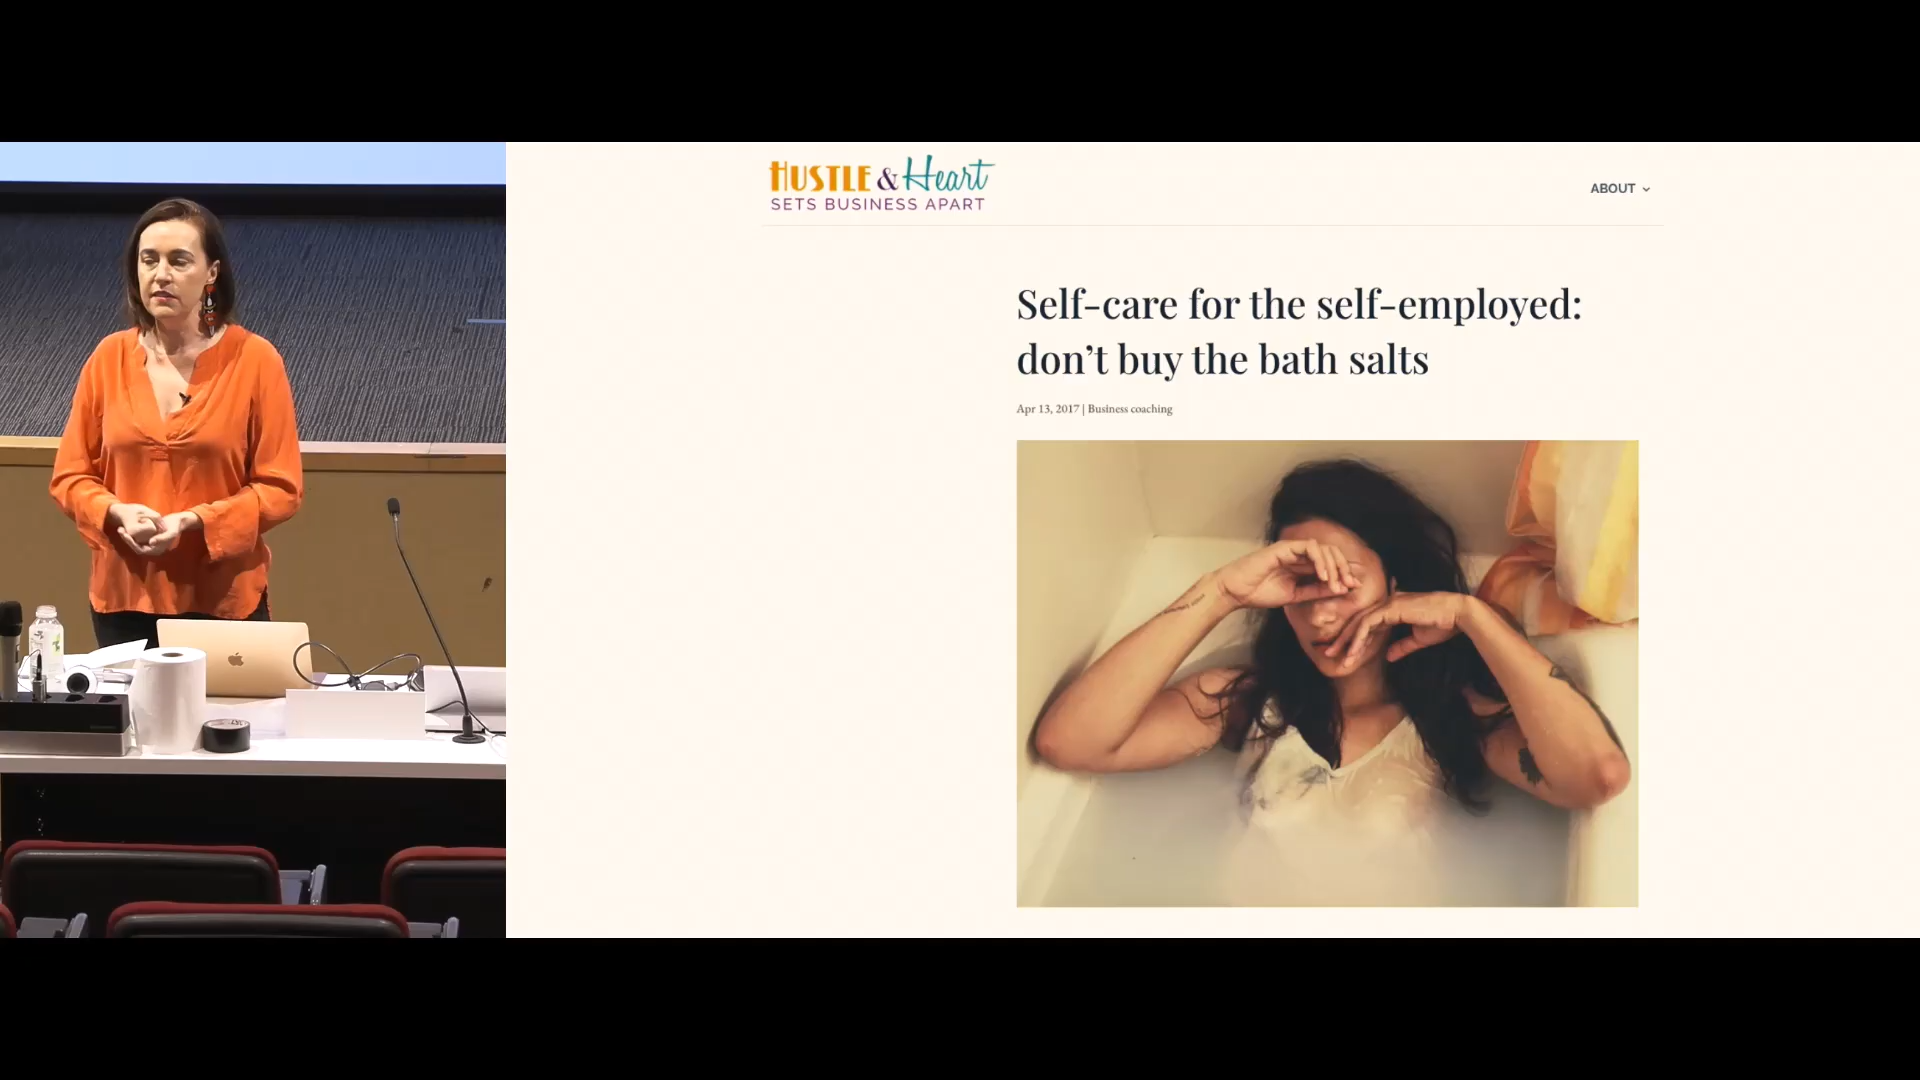 HUSTLE & Heart
SETS BUSINESS APART
ABOUT
Self-care for the self-employed:
don't buy the bath salts
Apr 13, 2017 | Business coaching